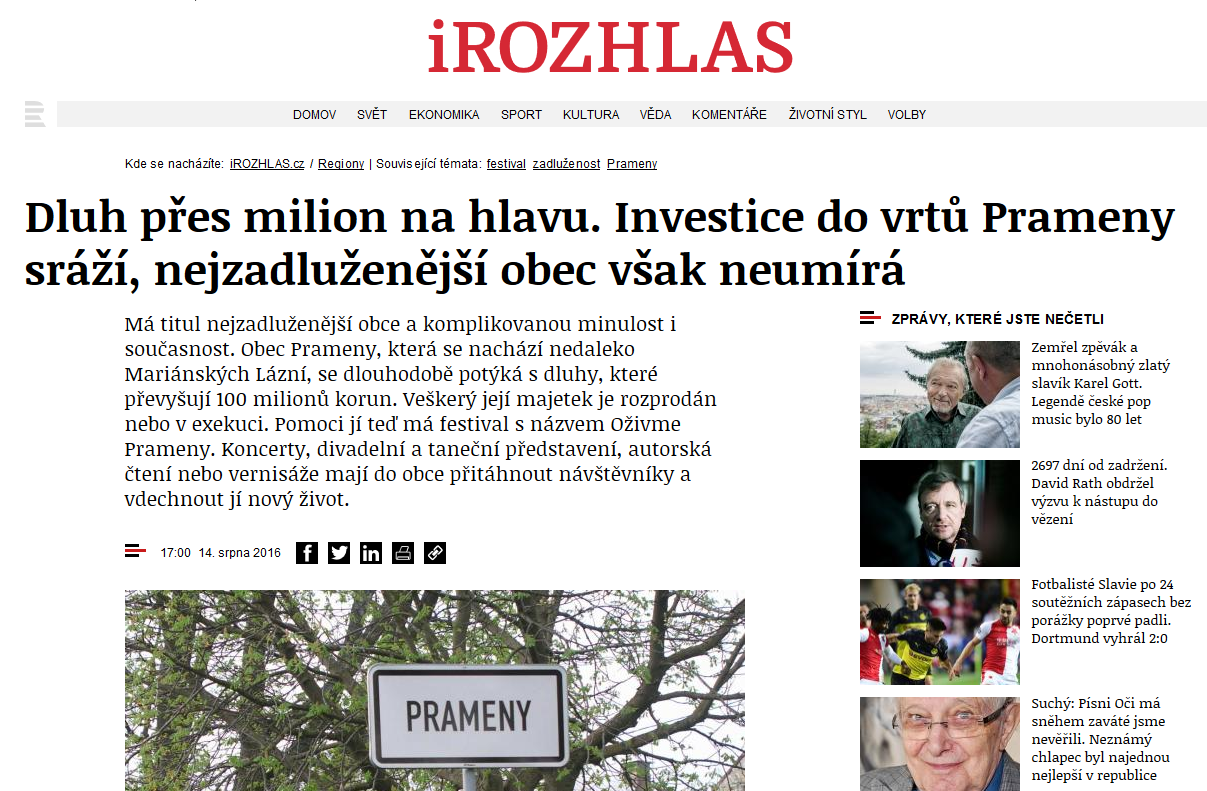 iROZHLAS
DOMOV SVĚT EKONOMIKA SPORT KULTURA VĚDA KOMENTÁŘE ŽIVOTNÍ STYL VOLBY
Kde se nacházíte: iROZHLAS.cz / Regiony | Související témata: festival zadluženost Prameny
Dluh přes milion na hlavu. Investice do vrtů Prameny
sráží, nejzadluženější obec však neumírá
Má titul nejzadluženější obce a komplikovanou minulost i
současnost. Obec Prameny, která se nachází nedaleko
Mariánských Lázní, se dlouhodobě potýká s dluhy, které
převyšují 100 milionů korun. Veškerý její majetek je rozprodán
nebo v exekuci. Pomoci jí teď má festival s názvem Oživme
Prameny. Koncerty, divadelní a taneční představení, autorská
čtení nebo vernisáže mají do obce přitáhnout návštěvníky a
vdechnout jí nový život.
17:00 14. srpna 2016
PRAMENY
ZPRÁVY, KTERÉ JSTE NEČETLI
Zemřel zpěvák a
mnohonásobný zlatý
slavík Karel Gott.
Legendě české pop
music bylo 80 let
2697 dní od zadržení.
David Rath obdržel
výzvu k nástupu do
vězení
Fotbalisté Slavie po 24
soutěžních zápasech bez
porážky poprvé padli.
Dortmund vyhrál 2:0
Suchý: Písni Oči má
sněhem zaváté jsme
nevěřili. Neznámý
chlapec byl najednou
nejlepší v republice